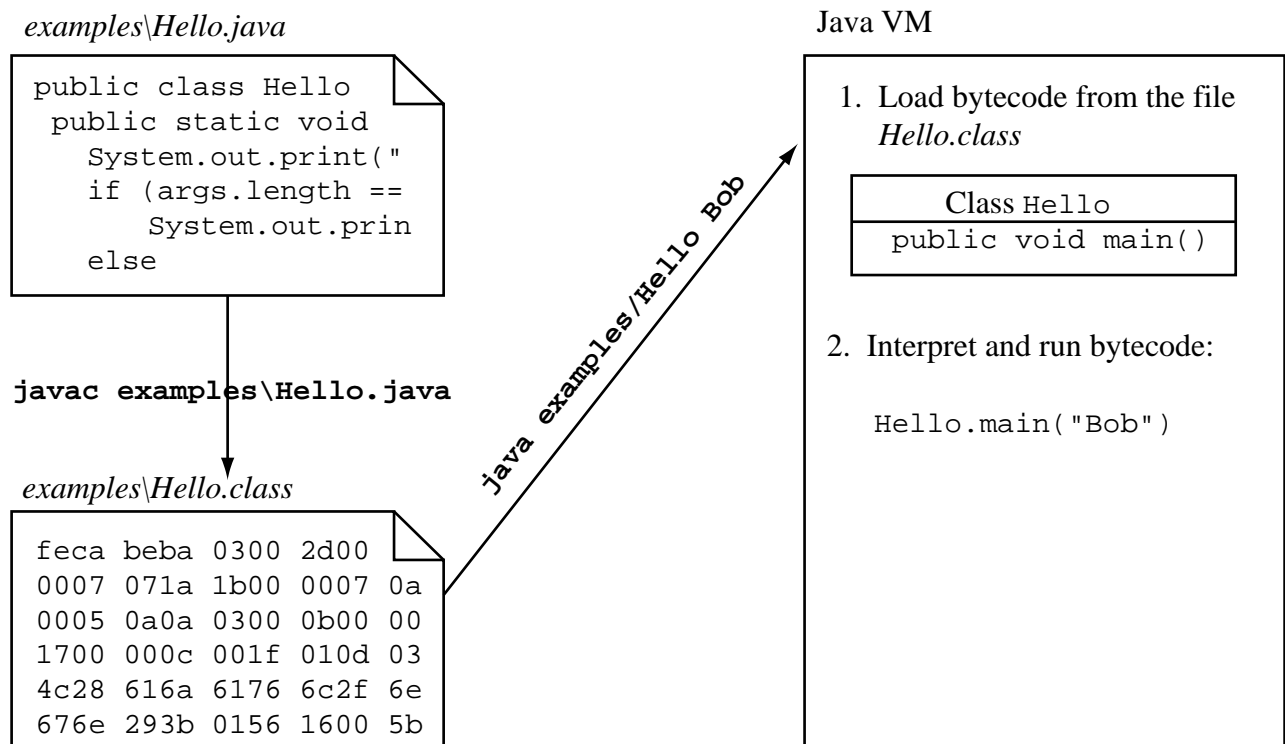 examples\Hello.java
public class Hello
public static void
System.out.print("
if (args.length ==
System.out.prin
else
javac examples\Hello.java
examples\Hello.class
feca beba 0300 2d00
0007 071a 1b00 0007 0a
0005 0a0a 0300 0b00 00
1700 000c 001f 010d 03
4c28 616a 6176 6c2f 6e
676e 293b 0156 1600 5b
java examples/Hello Bob
Java VM
1. Load bytecode from the file
Hello.class
Class Hello
public void main()
2. Interpret and run bytecode:
Hello.main("Bob")